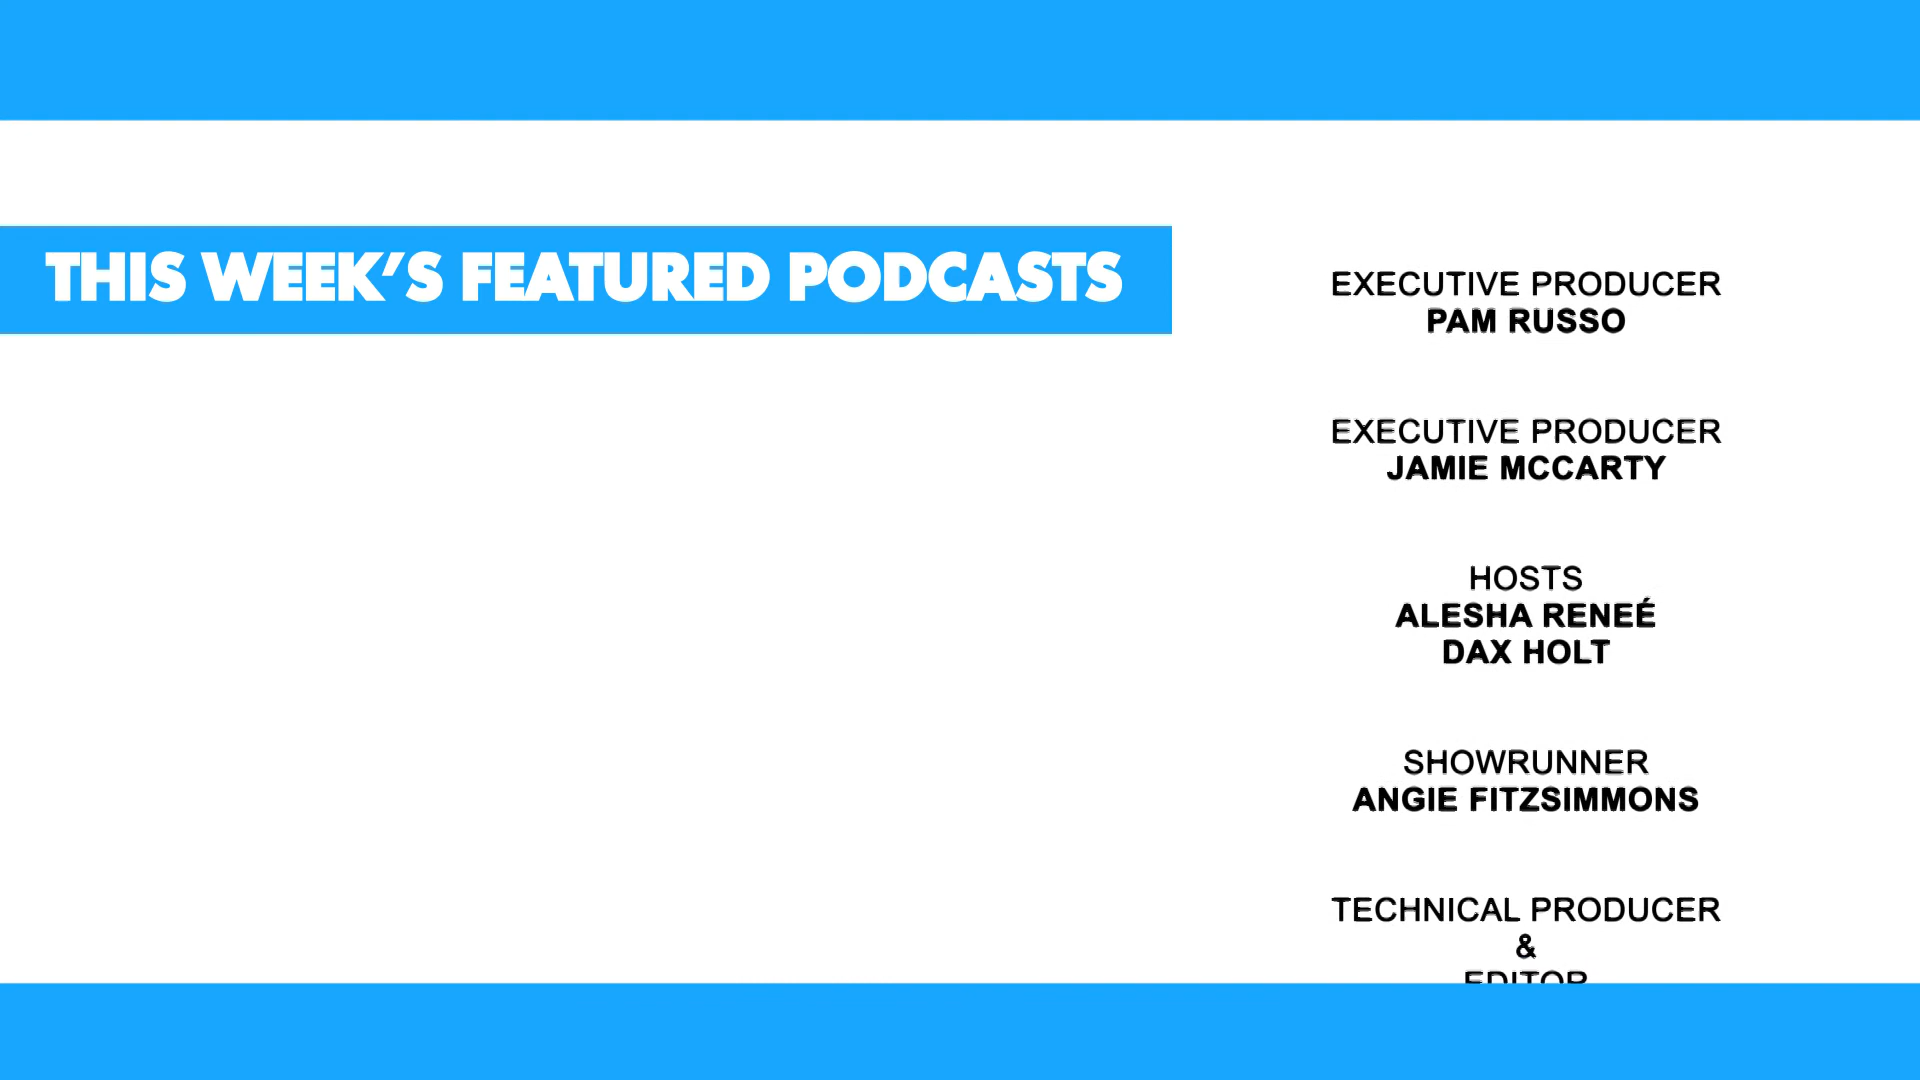 THIS WEEK’S FEATURED PODCASTS
EXECUTIVE PRODUCER
PAM RUSSO
EXECUTIVE PRODUCER
JAMIE MCCARTY
HOSTS
ALESHA RENEÉ
DAX HOLT
SHOWRUNNER
ANGIE FITZSIMMONS
TECHNICAL PRODUCER
&
EDITOR